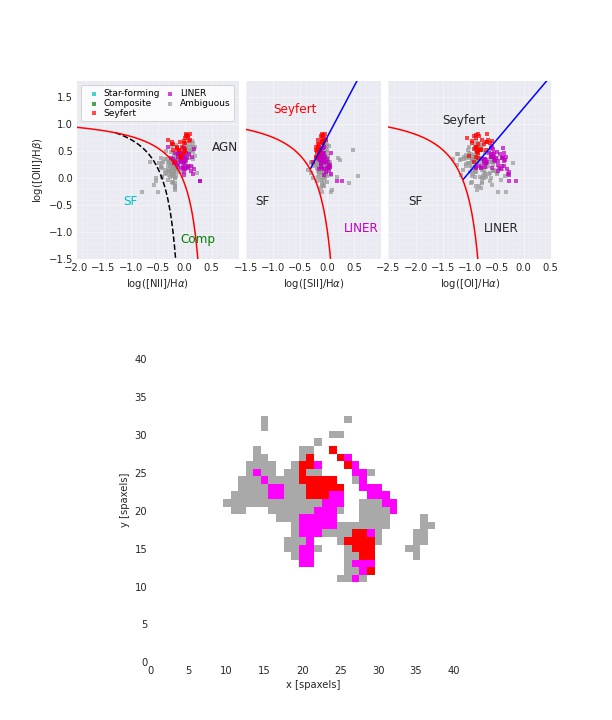 Star-forming
Composite
Seyfert
LINER
Ambiguous
log([OIII]/Hβ)
1.5
1.0
0.5
0.0
−0.5
−1.0
−1.5
AGN
SF
Comp
−2.0 −1.5 −1.0 −0.5 0.0 0.5
log([NII]/Hα)
Seyfert
SF
LINER
−1.5 −1.0 −0.5 0.0 0.5
log([SII]/Hα)
Seyfert
SF
LINER
−2.5 −2.0 −1.5 −1.0 −0.5 0.0 0.5
log([OI]/Hα)
y [spaxels]
40
35
30
25
20
15
10
5
0
0 5 10 15 20 25 30 35 40
x [spaxels]